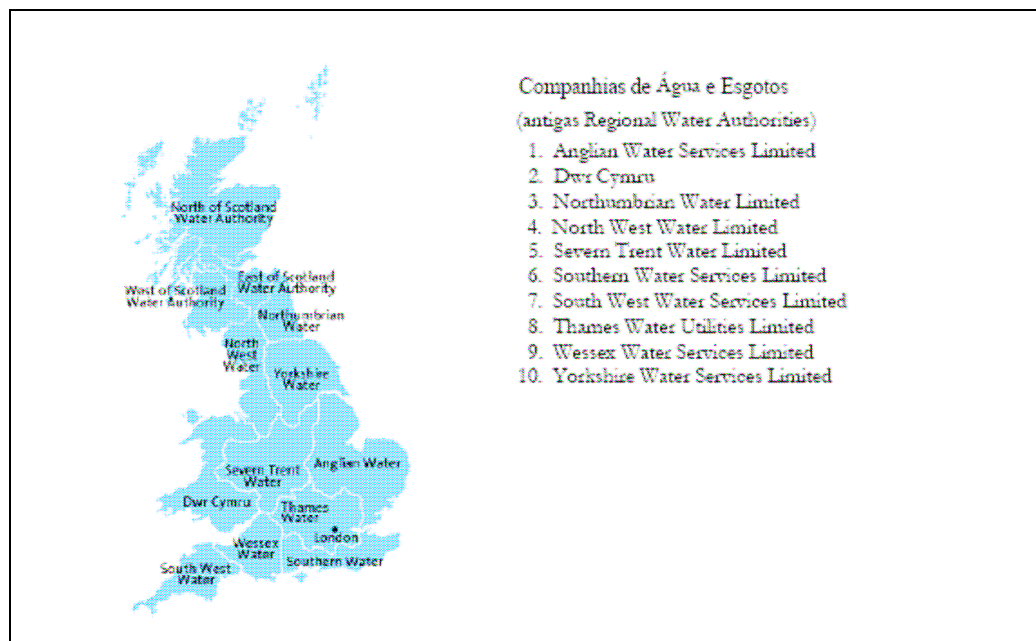 Companhias de Água e Esgotos
(antigas Regional Water Authorities)
1. Anglian Water Services Limited
2. Dwr Cymru
3. Northumbrian Water Limited
4. North West Water Limited
5. Severn Trent Water Limited
6. Southern Water Services Limited
7. South West Water Services Limited
8. Thames Water Utilities Limited
9. Wessex Water Services Limited
10. Yorkshire Water Services Limited
North of Scotland
Water Authority
East of Scotland
Water Authority
West of Scotland
Water Authority
Northumbrian
Water
North
West
Water
Yorkshire
Water
Anglian Water
Severn Trent
Water
Dwr Cymru
Thames
Water
London
Wessex
Water
Southern Water
South West
Water